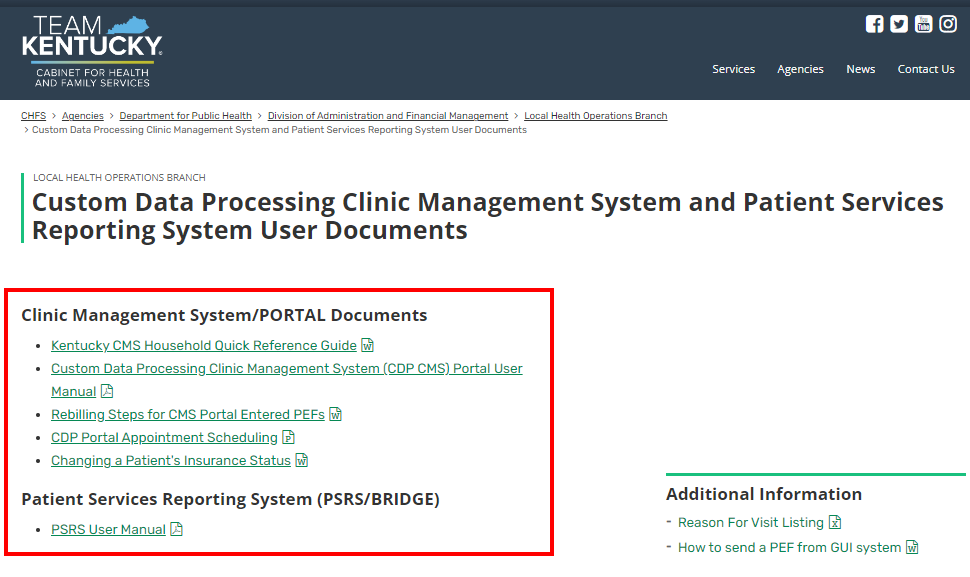 TEAM
KENTUCKY®
CABINET FOR HEALTH
AND FAMILY SERVICES
Services Agencies News Contact Us
CHFS > Agencies > Department for Public Health > Division of Administration and Financial Management > Local Health Operations Branch
> Custom Data Processing Clinic Management System and Patient Services Reporting System User Documents
LOCAL HEALTH OPERATIONS BRANCH
Custom Data Processing Clinic Management System and Patient Services
Reporting System User Documents
Clinic Management System/PORTAL Documents
• Kentucky CMS Household Quick Reference Guide
• Custom Data Processing Clinic Management System (CDP CMS) Portal User
Manual
• Rebilling Steps for CMS Portal Entered PEFs
• CDP Portal Appointment Scheduling
• Changing a Patient's Insurance Status
Patient Services Reporting System (PSRS/BRIDGE)
• PSRS User Manual
Additional Information
- Reason For Visit Listing
- How to send a PEF from GUI system